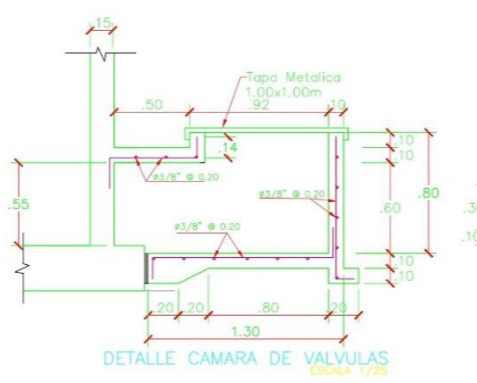 .15
Tapa Metalica
1.00x1.00m
.50
.92
.10
.14
.10
.10
ø3/8" @ 0.20
ø3/8" @ 0.20
.80
.60
.55
ø3/8" @ 0.20
.10
.10
.20
.20
.80
.20
1.30
DETALLE CAMARA DE VALVULAS
ESCALA 1/25